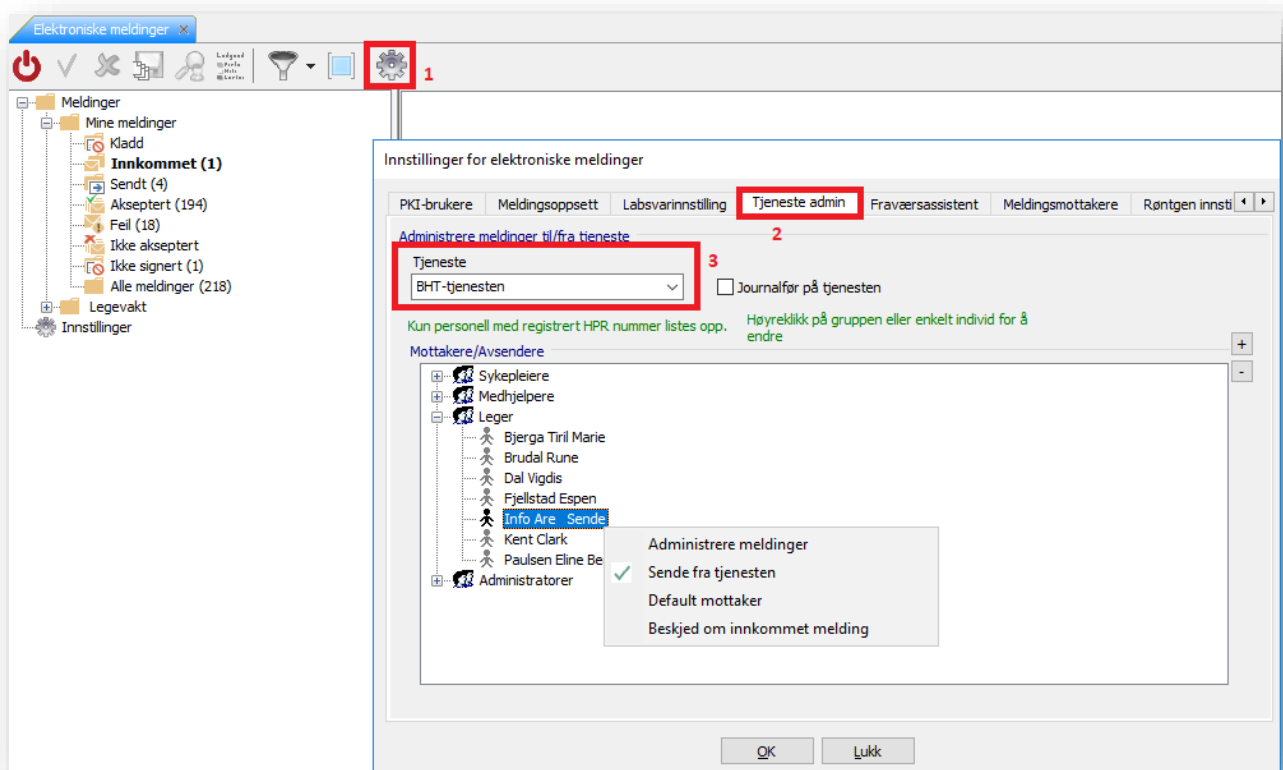 Elektroniske meldinger
1
Meldinger
Mine meldinger
Kladd
Innkommet (1)
Sendt (4)
Akseptert (194)
Feil (18)
Ikke akseptert
Ikke signert (1)
Alle meldinger (218)
Legevakt
Innstillinger
Innstillinger for elektroniske meldinger
PKI-brukere Meldingsoppsett Labsvarinnstilling Tjeneste admin Fraværsassistent Meldingsmottakere Røntgen innsti
2
Administrere meldinger til/fra tjeneste
Tjeneste
3
BHT-tjenesten
Journalfør på tjenesten
Kun personell med registrert HPR nummer listes opp.
Høyreklikk på gruppen eller enkelt individ for å
endre
Mottakere/Avsendere
+
-
Sykepleiere
Medhjelpere
Leger
Bjerga Tiril Marie
Brudal Rune
Dal Vigdis
Fjellstad Espen
Info Are Sende
Kent Clark
Paulsen Eline Be
Administratorer
Administrere meldinger
Sende fra tjenesten
Default mottaker
Beskjed om innkommet melding
OK Lukk